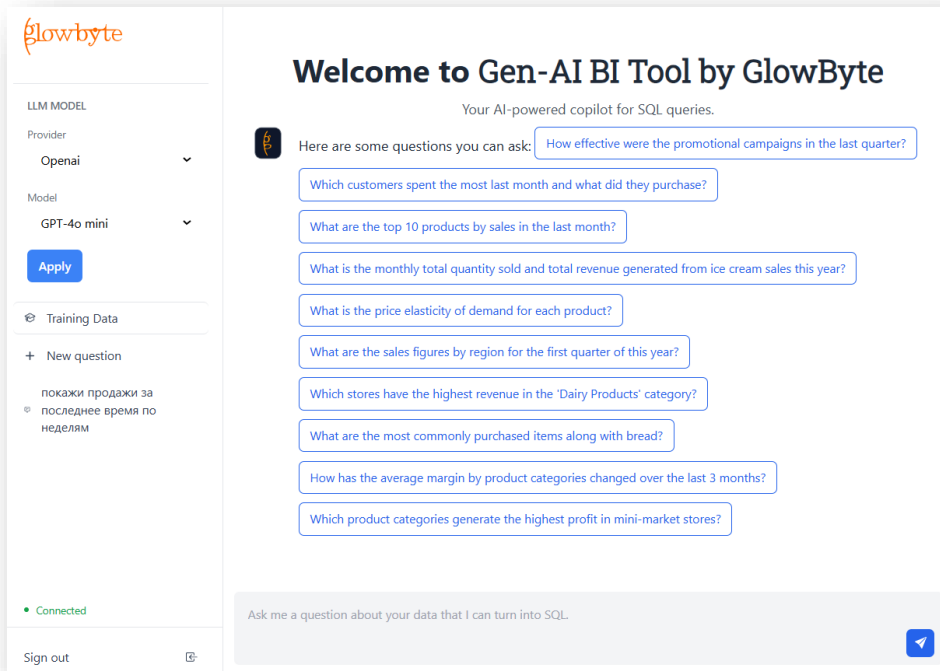 glowbyte
LLM MODEL
Provider
Openai
Model
GPT-4o mini
Apply
Training Data
New question
покажи продажи за
последнее время по
неделям
Connected
Sign out
Welcome to Gen-AI BI Tool by GlowByte
Your AI-powered copilot for SQL queries.
Here are some questions you can ask: How effective were the promotional campaigns in the last quarter?
Which customers spent the most last month and what did they purchase?
What are the top 10 products by sales in the last month?
What is the monthly total quantity sold and total revenue generated from ice cream sales this year?
What is the price elasticity of demand for each product?
What are the sales figures by region for the first quarter of this year?
Which stores have the highest revenue in the 'Dairy Products' category?
What are the most commonly purchased items along with bread?
How has the average margin by product categories changed over the last 3 months?
Which product categories generate the highest profit in mini-market stores?
Ask me a question about your data that I can turn into SQL.